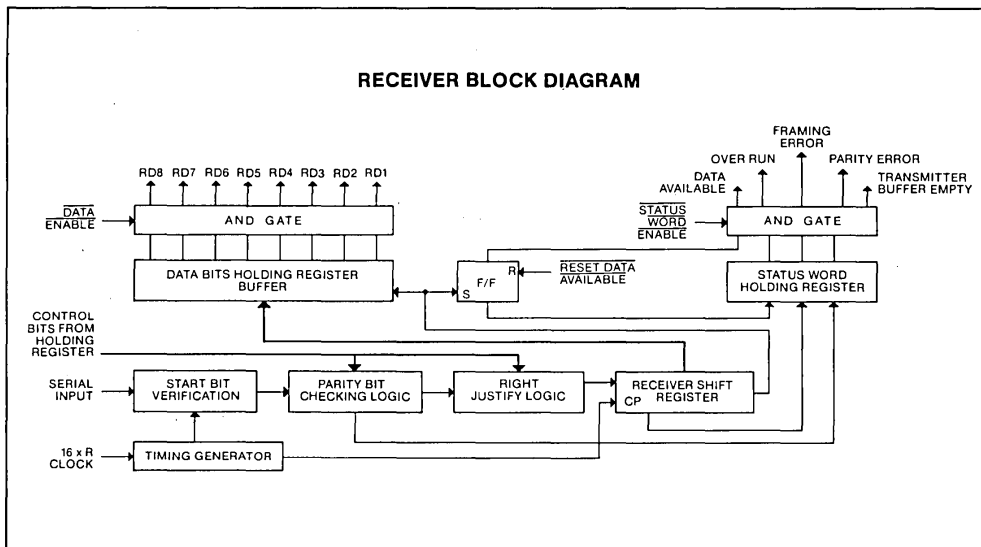 RECEIVER BLOCK DIAGRAM
FRAMING
ERROR
OVER RUN
PARITY ERROR
DATA
AVAILABLE
TRANSMITTER
BUFFER EMPTY
RD8 RD7 RD6 RD5 RD4 RD3 RD2 RD1
DATA
ENABLE
AND GATE
STATUS
WORD
ENABLE
AND GATE
DATA BITS HOLDING REGISTER
BUFFER
F/F
R
S
RESET DATA
AVAILABLE
STATUS WORD
HOLDING REGISTER
CONTROL
BITS FROM
HOLDING
REGISTER
SERIAL
INPUT
START BIT
VERIFICATION
PARITY BIT
CHECKING LOGIC
RIGHT
JUSTIFY LOGIC
RECEIVER SHIFT
REGISTER
CP
16 x R
CLOCK
TIMING GENERATOR